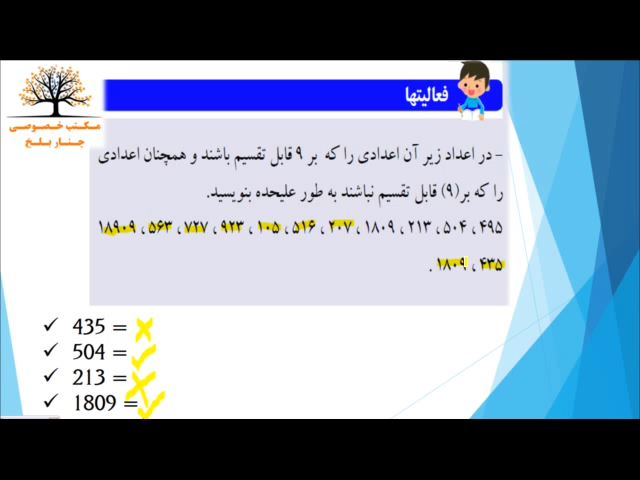 مکتب خصوصی
چنار بلخ
فعالیتها
- در اعداد زیر آن اعدادی را که بر ۹ قابل تقسیم باشند و همچنان اعدادی
را که بر(۹) قابل تقسیم نباشند به طور علیحده بنویسید.
۴۹۵ ، ۵۰۴ ، ۲۱۳ ، ۱۸۰۹ ، ۲۰۷ ، ۵۱۶ ، ۱۰۵ ، ۹۲۳ ، ۷۲۷ ، ۵۶۳ ، ۱۸۹۰۹
، ۴۳۵ ، ۱۸۰۹ .
✓ 435 = ×
✓ 504 = ✓
✓ 213 = ×
✓ 1809 = ✓